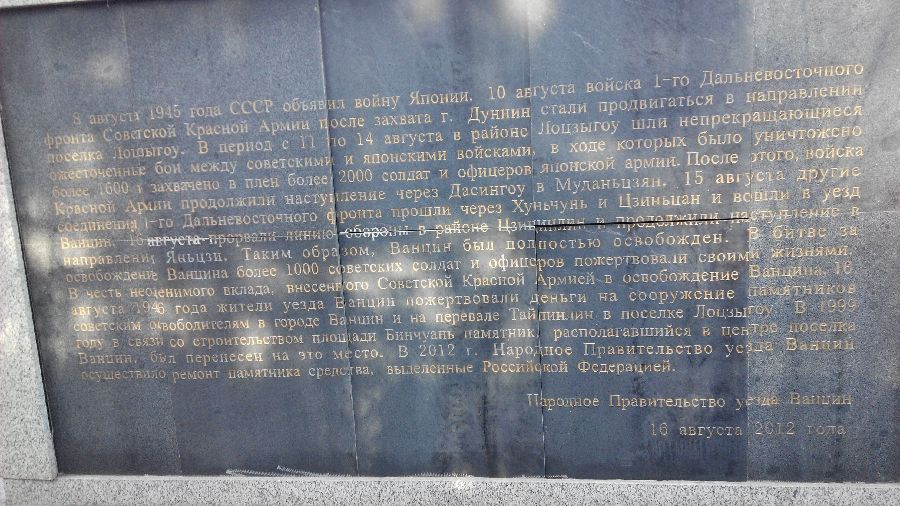 8 августа 1945 года СССР объявил войну Японии. 10 августа войска 1-го Дальневосточного
фронта Советской Красной Армии после захвата г. Дуннин стали продвигаться в направлении
поселка Лоцзыгоу. В период с 11 по 14 августа в районе Лоцзыгоу шли непрекращающиеся
ожесточенные бои между советскими и японскими войсками, в ходе которых было уничтожено
более 1600 и захвачено в плен более 2000 солдат и офицеров японской армии. После этого, войска
Красной Армии продолжили наступление через Дасингоу в Муданьцзян. 15 августа другие
соединения 1-го Дальневосточного фронта прошли через Хуньчунь и Цзиньцан и вошли в уезд
Ванцин. 16 августа прорвали линию обароны в районе и продолжили наступление в
направлении Яньцзи. Таким образом, Ванцин был полностью освобожден. В битве за
освобождение Ванцина более 1000 советских солдат и офицеров пожертвовали своими жизнями.
В честь неоценимого вклада, внесенного Советской Красной Армией в освобождение Ванцина, 16
августа 1946 года жители уезда Ванцин пожертвовали деньги на сооружение памятников
советским освободителям в городе Ванцин и на перевале Тайпинлин в поселке Лоцзыгоу. В 1999
году в связи со строительством площади Бинчуань памятник, располагавшийся в центре поселка
Ванцин, был перенесен на это место. В 2012 г. Народное Правительство уезда Ванцин
осуществило ремонт памятника средства, выделенные Российской Федерацией.
Народное Правительство уезда Ванцин
16 августа 2012 года